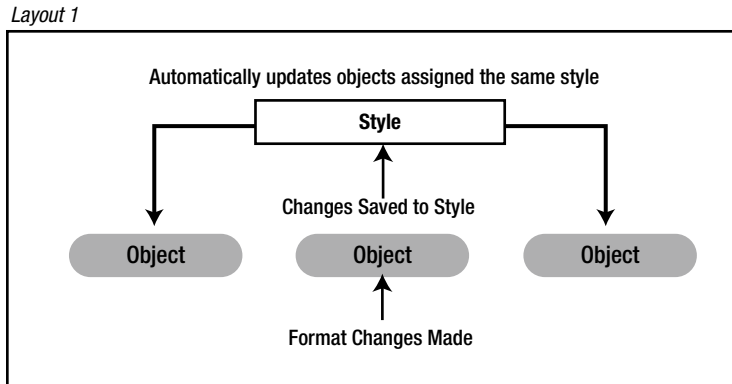 Layout 1
Automatically updates objects assigned the same style
Style
Changes Saved to Style
Object
Object
Object
Format Changes Made